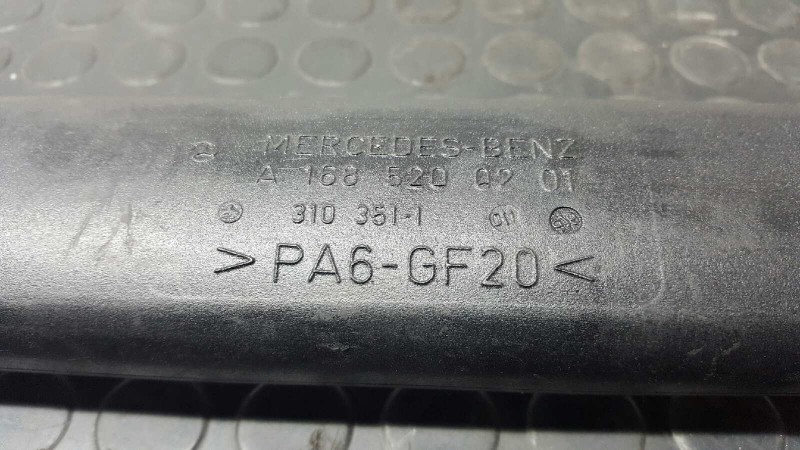 MERCEDES-BENZ
A 168 520 02 01
310 351-1
>PA6-GF20<